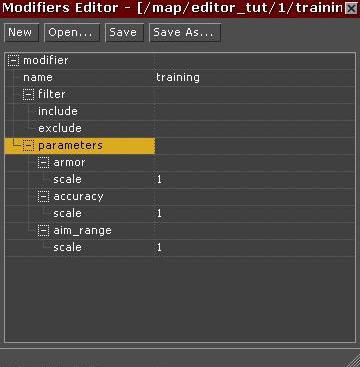 Modifiers Editor - [/map/editor_tut/1/trainin
New Open... Save Save As...
modifier
name training
filter
include
exclude
parameters
armor
scale 1
accuracy
scale 1
aim_range
scale 1